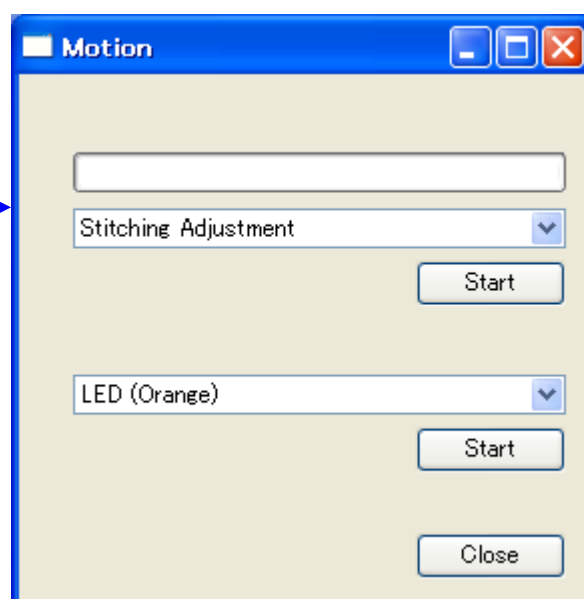 Motion
Stitching Adjustment
Start
LED (Orange)
Start
Close